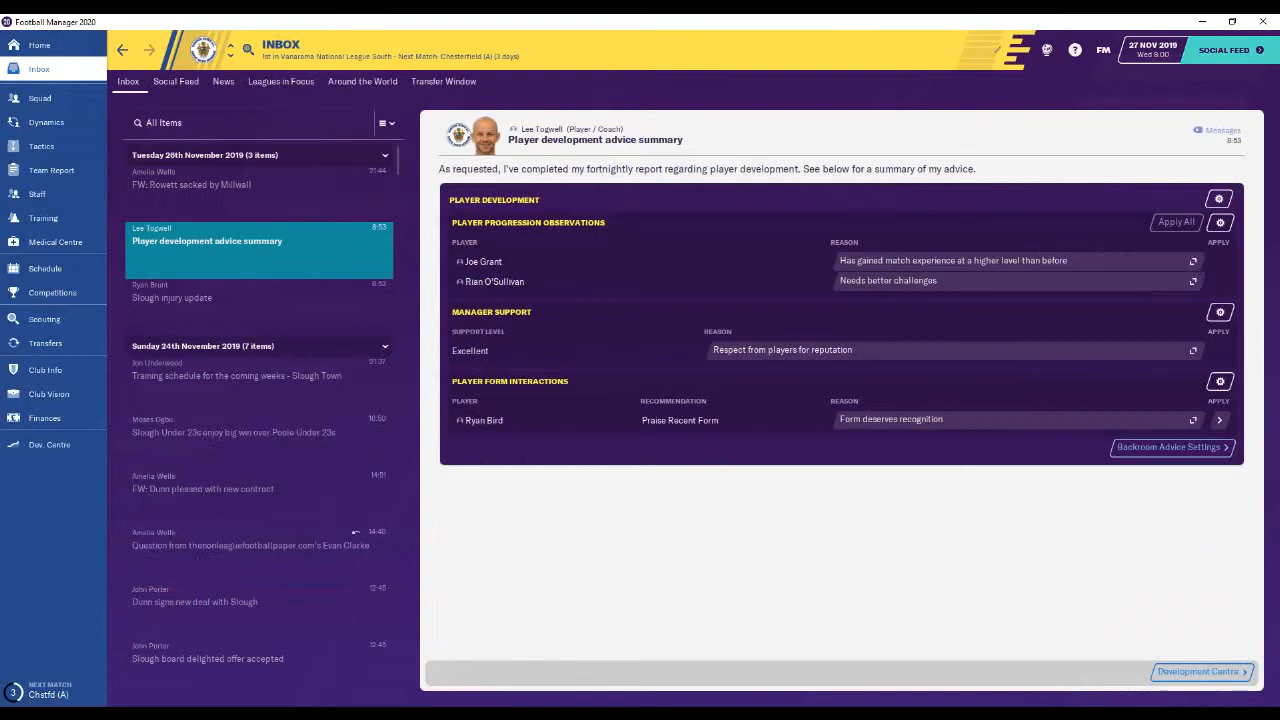 20 Football Manager 2020
Home
Inbox
Squad
Dynamics
Tactics
Team Report
Staff
Training
Medical Centre
Schedule
Competitions
Scouting
Transfers
Club Info
Club Vision
Finances
Dev. Centre
3 NEXT MATCH
Chstfd (A)
INBOX
1st in Vanarama National League South - Next Match: Chesterfield (A) (3 days)
? FM
27 NOV 2019
Wed 8:00
SOCIAL FEED
Inbox Social Feed News Leagues in Focus Around the World Transfer Window
All Items
Tuesday 26th November 2019 (3 items)
Amelia Wells 21:44
FW: Rowett sacked by Millwall
Lee Togwell 8:53
Player development advice summary
Ryan Brunt 8:53
Slough injury update
Sunday 24th November 2019 (7 items)
Jon Underwood 21:37
Training schedule for the coming weeks - Slough Town
Moses Ogbu 16:50
Slough Under 23s enjoy big win over Poole Under 23s
Amelia Wells 14:51
FW: Dunn pleased with new contract
Amelia Wells 14:40
Question from thenonleaguefootballpaper.com's Evan Clarke
John Porter 12:45
Dunn signs new deal with Slough
John Porter 12:45
Slough board delighted offer accepted
Lee Togwell (Player / Coach)
Player development advice summary
Messages
8:53
As requested, I've completed my fortnightly report regarding player development. See below for a summary of my advice.
PLAYER DEVELOPMENT
PLAYER PROGRESSION OBSERVATIONS Apply All
PLAYER REASON APPLY
Joe Grant Has gained match experience at a higher level than before
Rian O'Sullivan Needs better challenges
MANAGER SUPPORT
SUPPORT LEVEL REASON APPLY
Excellent Respect from players for reputation
PLAYER FORM INTERACTIONS
PLAYER RECOMMENDATION REASON APPLY
Ryan Bird Praise Recent Form Form deserves recognition
Backroom Advice Settings
Development Centre